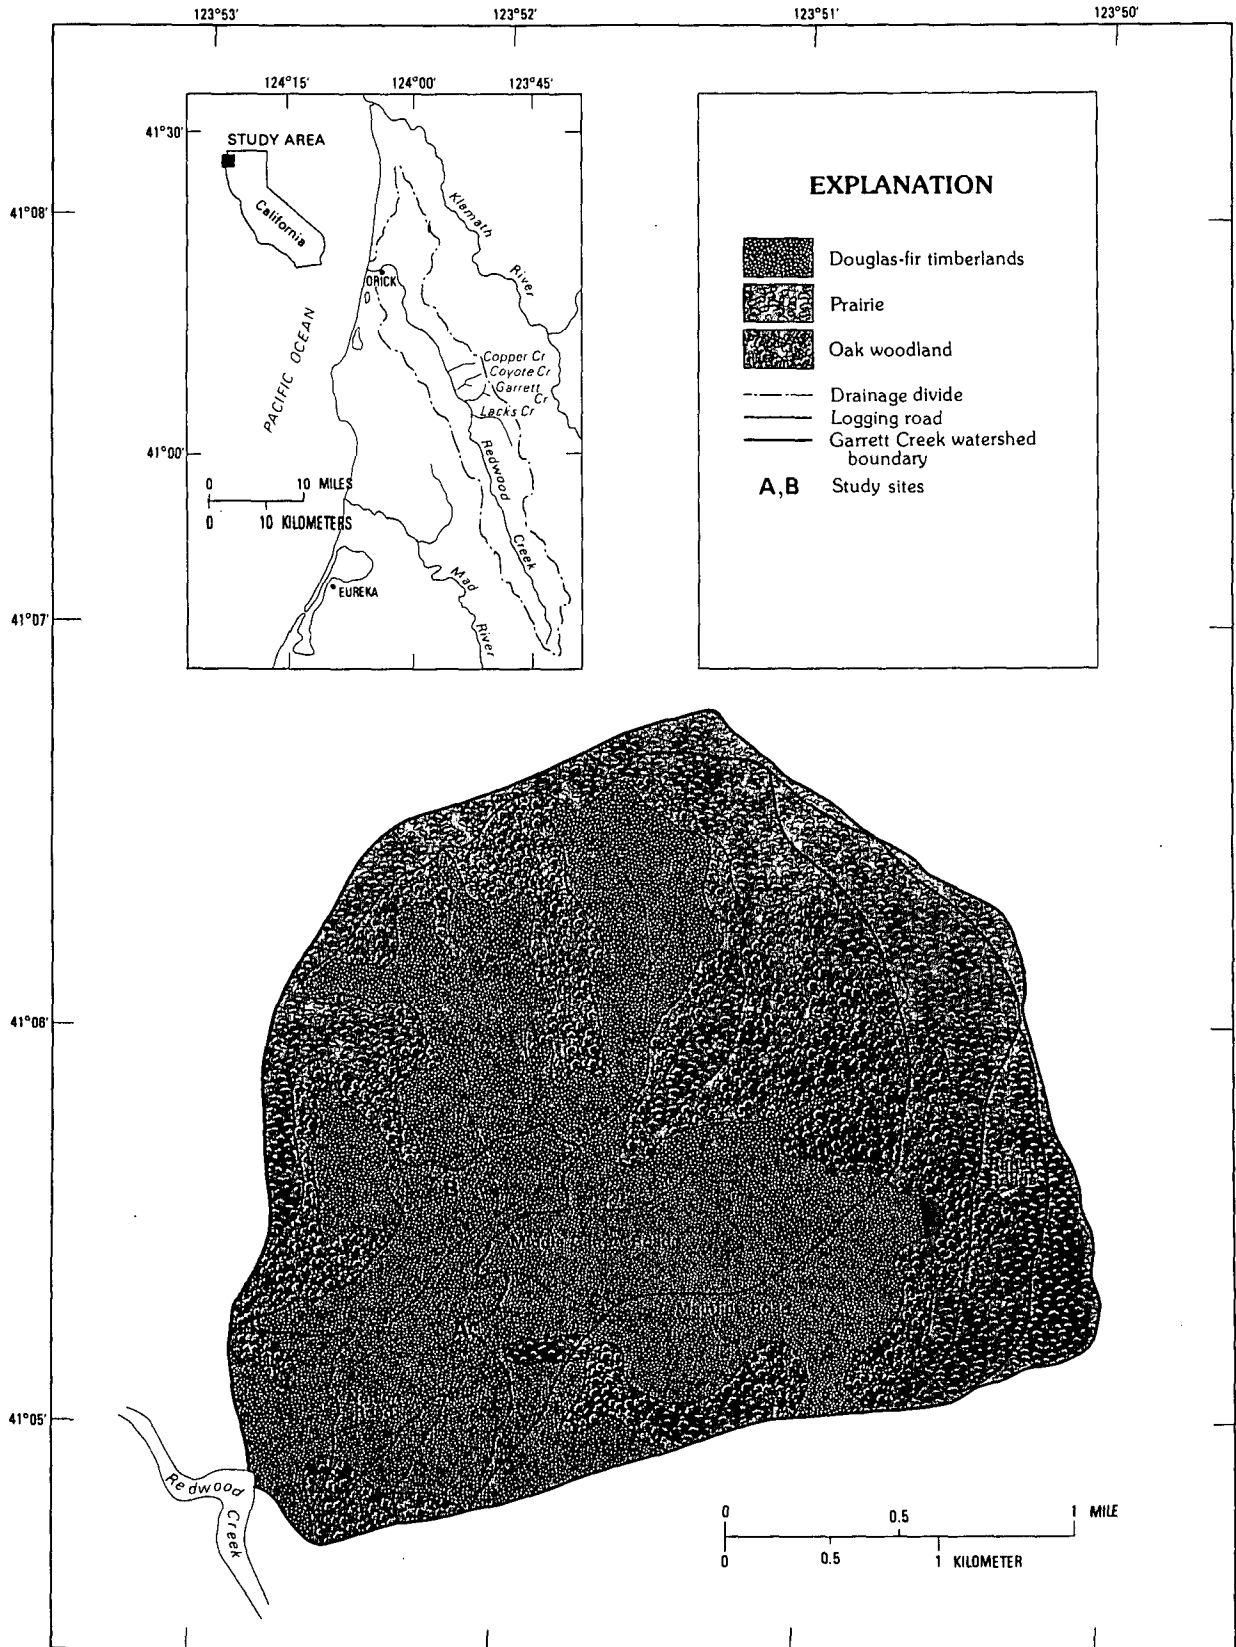 123°53' 123°52' 123°51' 123°50'
124°15' 124°00' 123°45'
41°30'
STUDY AREA
California
Klamath
River
ORICK
PACIFIC OCEAN
Copper Cr
Coyote Cr
Garrett
Cr
Lacks Cr
41°00'
Redwood
Creek
0 10 MILES
0 10 KILOMETERS
Mad
River
EUREKA
EXPLANATION
Douglas-fir timberlands
Prairie
Oak woodland
Drainage divide
Logging road
Garrett Creek watershed
boundary
A,B Study sites
41°08'
41°07'
41°06'
41°05'
B
A
Redwood
Creek
0 0.5 1 MILE
0 0.5 1 KILOMETER